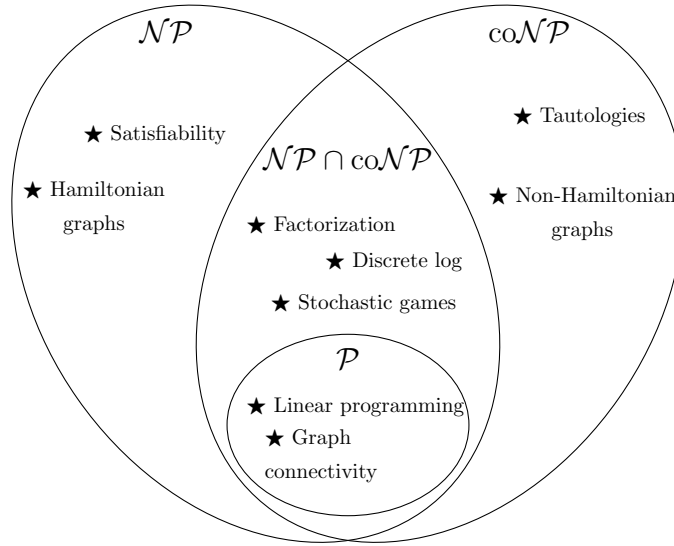 𝒩𝒫
co𝒩𝒫
★ Tautologies
★ Satisfiability
𝒩𝒫 ∩ co𝒩𝒫
★ Hamiltonian
graphs
★ Non-Hamiltonian
graphs
★ Factorization
★ Discrete log
★ Stochastic games
𝒫
★ Linear programming
★ Graph
connectivity